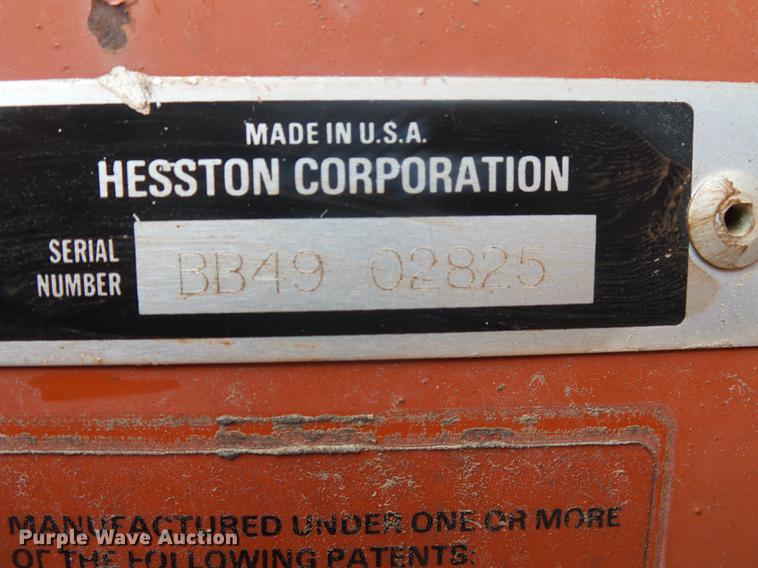 MADE IN U.S.A.
HESSTON CORPORATION
SERIAL
NUMBER
BB49 02825
MANUFACTURED UNDER ONE OR MORE
OF THE FOLLOWING PATENTS:
Purple Wave Auction